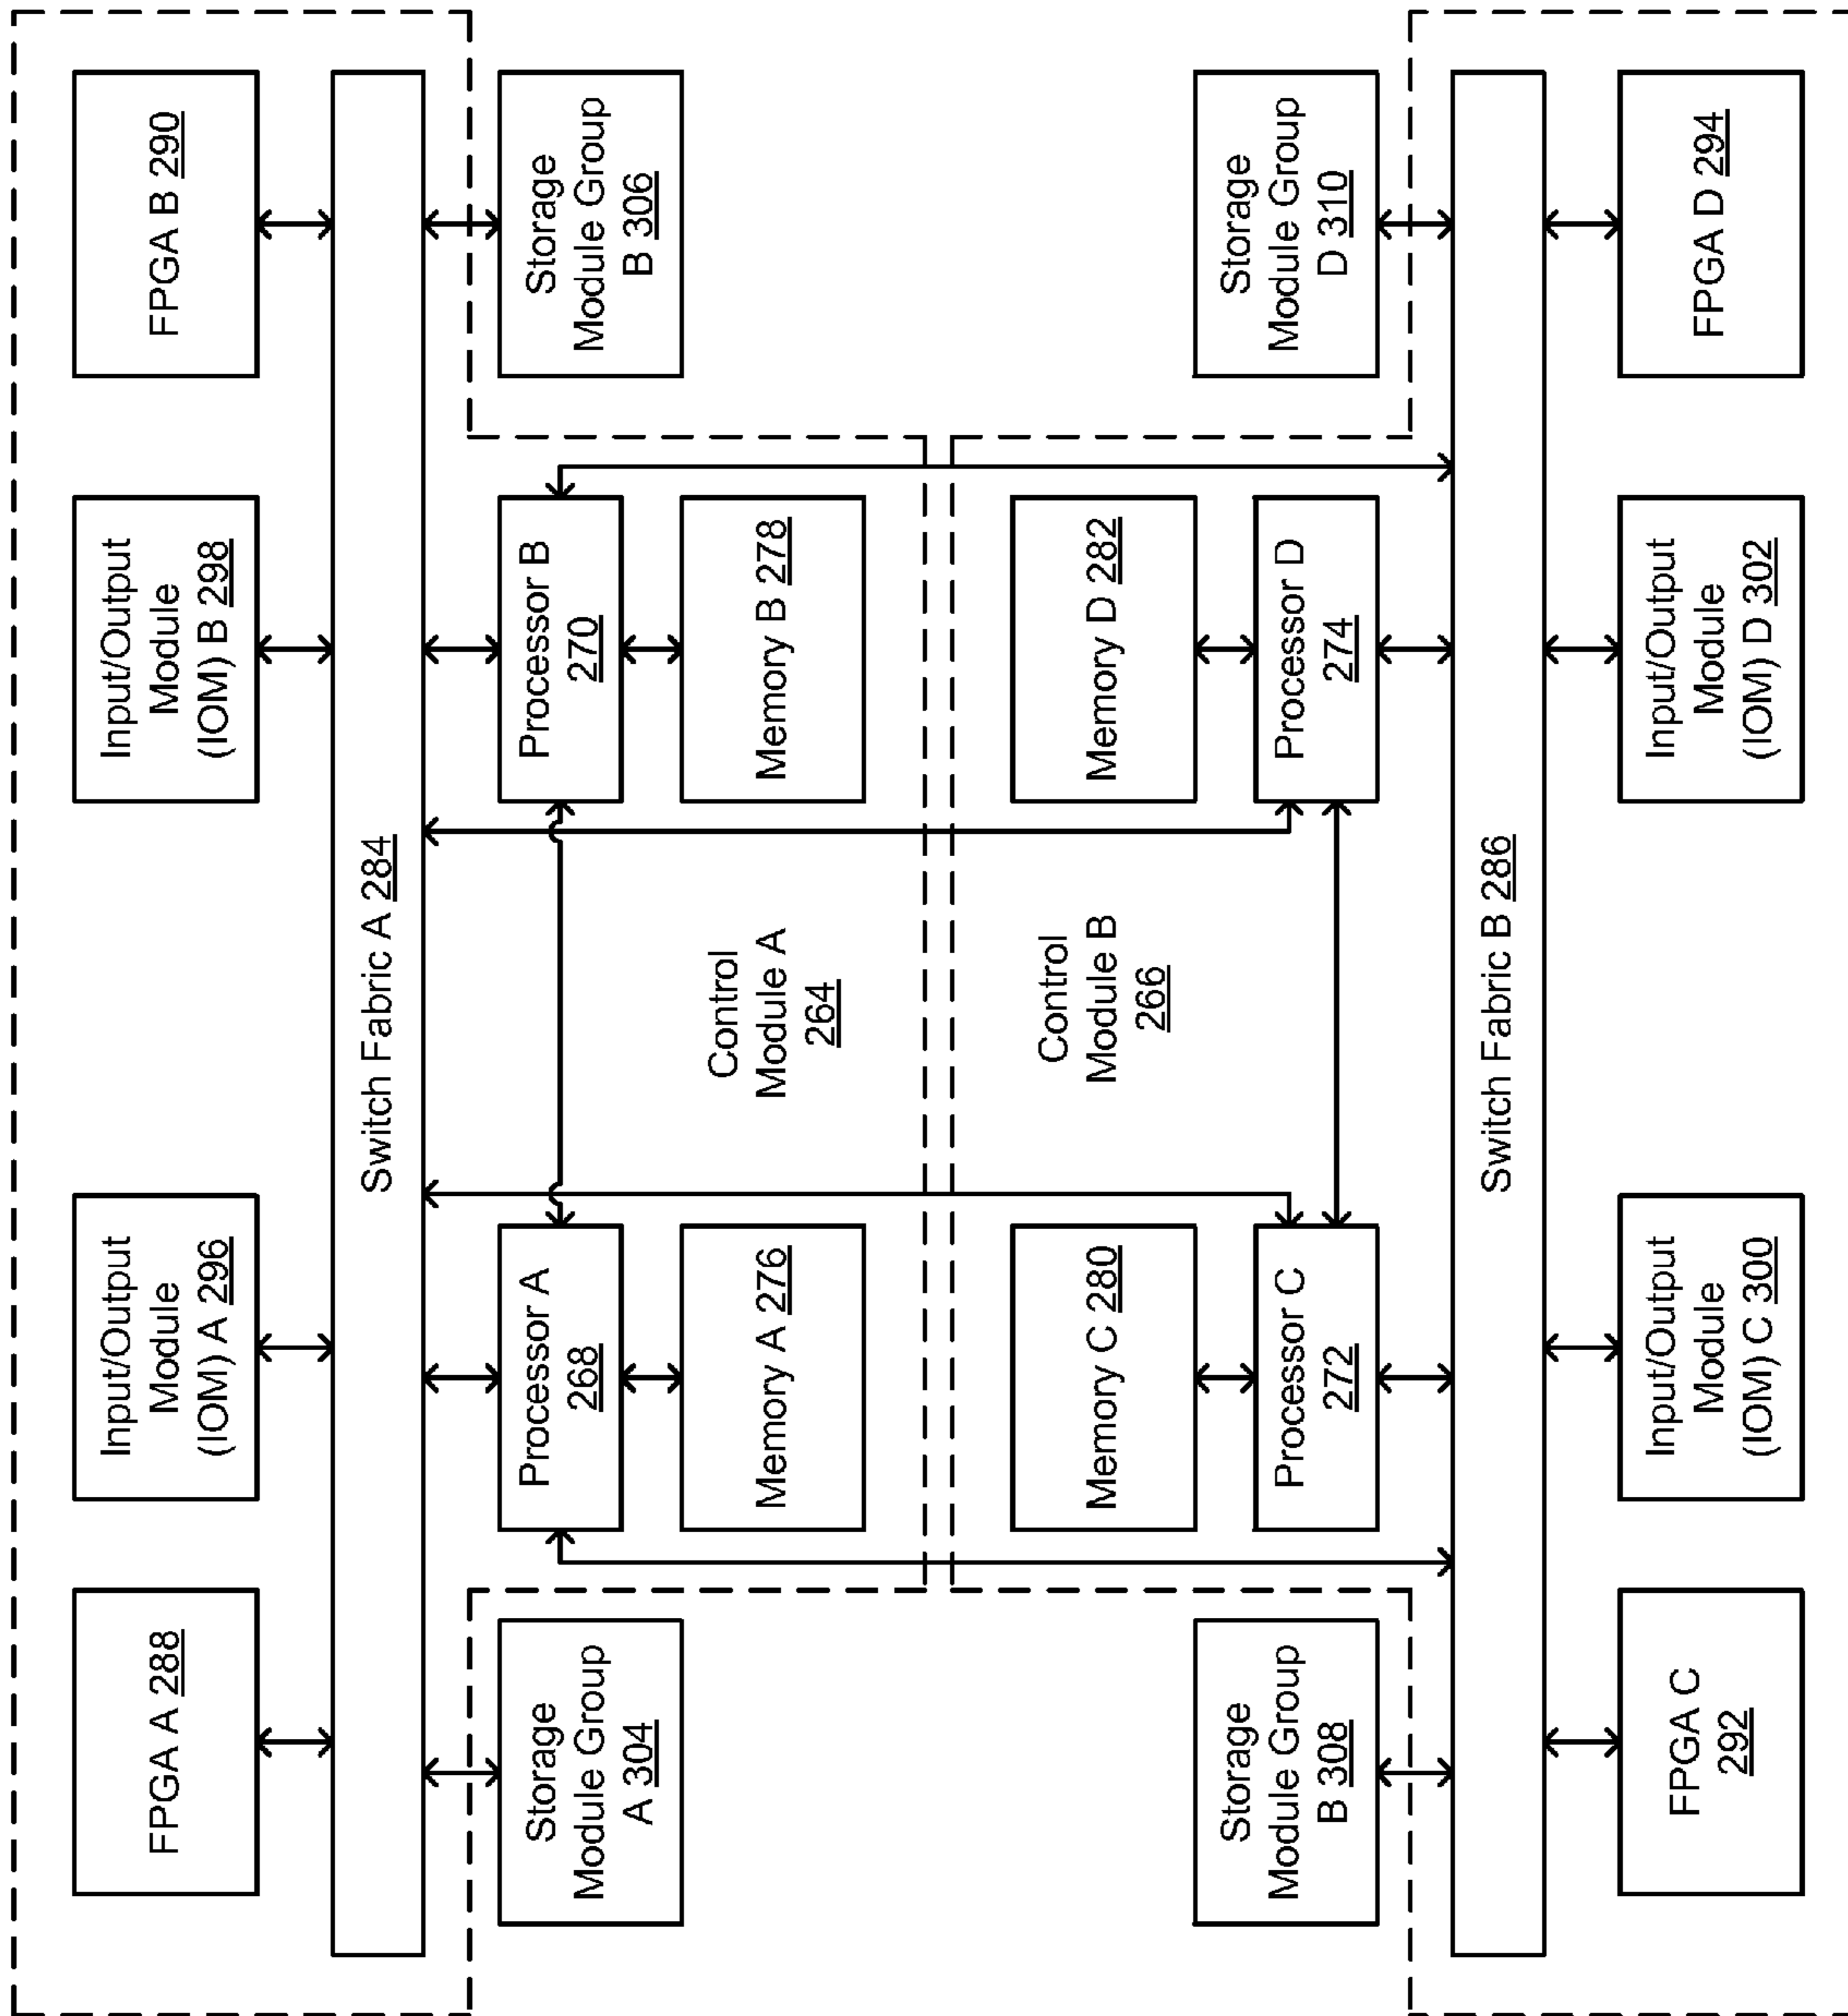 FPGA A 288
Input/Output
Module
(IOM) A 296
Input/Output
Module
(IOM) B 298
FPGA B 290
Switch Fabric A 284
Storage
Module Group
A 304
Processor A
268
Processor B
270
Storage
Module Group
B 306
Memory A 276
Control
Module A
264
Memory B 278
Memory C 280
Control
Module B
266
Memory D 282
Storage
Module Group
B 308
Processor C
272
Processor D
274
Storage
Module Group
D 310
Switch Fabric B 286
FPGA C
292
Input/Output
Module
(IOM) C 300
Input/Output
Module
(IOM) D 302
FPGA D 294